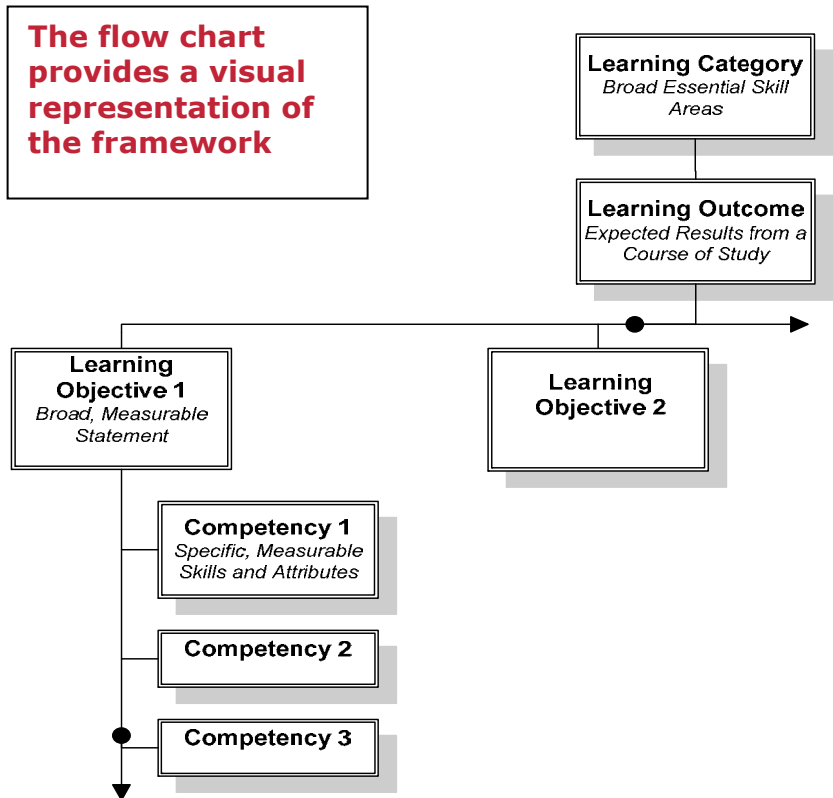 The flow chart
provides a visual
representation of
the framework
Learning Category
Broad Essential Skill
Areas
Learning Outcome
Expected Results from a
Course of Study
Learning
Objective 1
Broad, Measurable
Statement
Learning
Objective 2
Competency 1
Specific, Measurable
Skills and Attributes
Competency 2
Competency 3